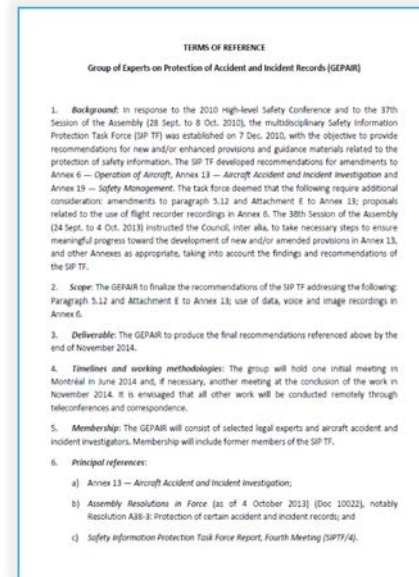 TERMS OF REFERENCE
Group of Experts on Protection of Accident and Incident Records (GEPAIR)
1. Background: In response to the 2010 High-level Safety Conference and to the 37th
Session of the Assembly (28 Sept. to 8 Oct. 2010), the multidisciplinary Safety Information
Protection Task Force (SIP TF) was established on 7 Dec. 2010, with the objective to provide
recommendations for new and/or enhanced provisions and guidance materials related to the
protection of safety information. The SIP TF developed recommendations for amendments to
Annex 6 — Operation of Aircraft, Annex 13 — Aircraft Accident and Incident Investigation and
Annex 19 — Safety Management. The task force deemed that the following require additional
consideration: amendments to paragraph 5.12 and Attachment E to Annex 13; proposals
related to the use of flight recorder recordings in Annex 6. The 38th Session of the Assembly
(24 Sept. to 4 Oct. 2013) instructed the Council, inter alia, to take necessary steps to ensure
meaningful progress toward the development of new and/or amended provisions in Annex 13,
and other Annexes as appropriate, taking into account the findings and recommendations of
the SIP TF.
2. Scope: The GEPAIR to finalize the recommendations of the SIP TF addressing the following:
Paragraph 5.12 and Attachment E to Annex 13; use of data, voice and image recordings in
Annex 6.
3. Deliverable: The GEPAIR to produce the final recommendations referenced above by the
end of November 2014.
4. Timelines and working methodologies: The group will hold one initial meeting in
Montréal in June 2014 and, if necessary, another meeting at the conclusion of the work in
November 2014. It is envisaged that all other work will be conducted remotely through
teleconferences and correspondence.
5. Membership: The GEPAIR will consist of selected legal experts and aircraft accident and
incident investigators. Membership will include former members of the SIP TF.
6. Principal references:
a) Annex 13 — Aircraft Accident and Incident Investigation;
b) Assembly Resolutions in Force (as of 4 October 2013) (Doc 10022), notably
Resolution A38-3: Protection of certain accident and incident records; and
c) Safety Information Protection Task Force Report, Fourth Meeting (SIPTF/4).